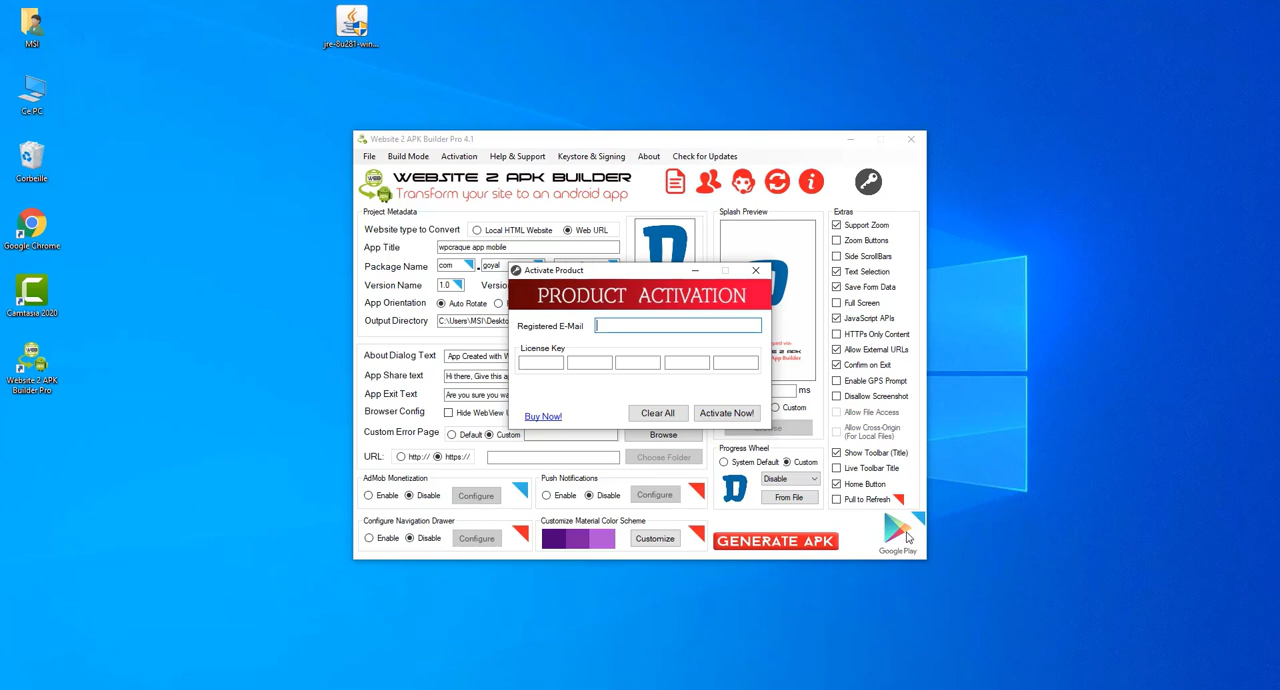 MSI
Ce PC
Corbeille
Google Chrome
Camtasia 2020
Website 2 APK
Builder Pro
jre-8u281-win...
Website 2 APK Builder Pro 4.1
File Build Mode Activation Help & Support Keystore & Signing About Check for Updates
WEBSITE 2 APK BUILDER
Transform your site to an android app
Project Metadata
Website type to Convert Local HTML Website Web URL
App Title wpcraque app mobile
Package Name com . goyal
Version Name 1.0
App Orientation Auto Rotate
Output Directory C:\Users\MSI\Deskto
About Dialog Text App Created with W
App Share text Hi there, Give this a
App Exit Text Are you sure you wa
Browser Config Hide WebView
Custom Error Page Default Custom Browse
URL: http:// https:// Choose Folder
AdMob Monetization
Enable Disable Configure
Push Notifications
Enable Disable Configure
Configure Navigation Drawer
Enable Disable Configure
Customize Material Color Scheme
Customize
Activate Product
PRODUCT ACTIVATION
Registered E-Mail
License Key
Buy Now! Clear All Activate Now!
Splash Preview
App Builder
ms
Custom
Progress Wheel
System Default Custom
Disable
From File
GENERATE APK
Extras
Support Zoom
Zoom Buttons
Side ScrollBars
Text Selection
Save Form Data
Full Screen
JavaScript APIs
HTTPs Only Content
Allow External URLs
Confirm on Exit
Enable GPS Prompt
Disallow Screenshot
Allow File Access
Allow Cross-Origin
(For Local Files)
Show Toolbar (Title)
Live Toolbar Title
Home Button
Pull to Refresh
Google Play